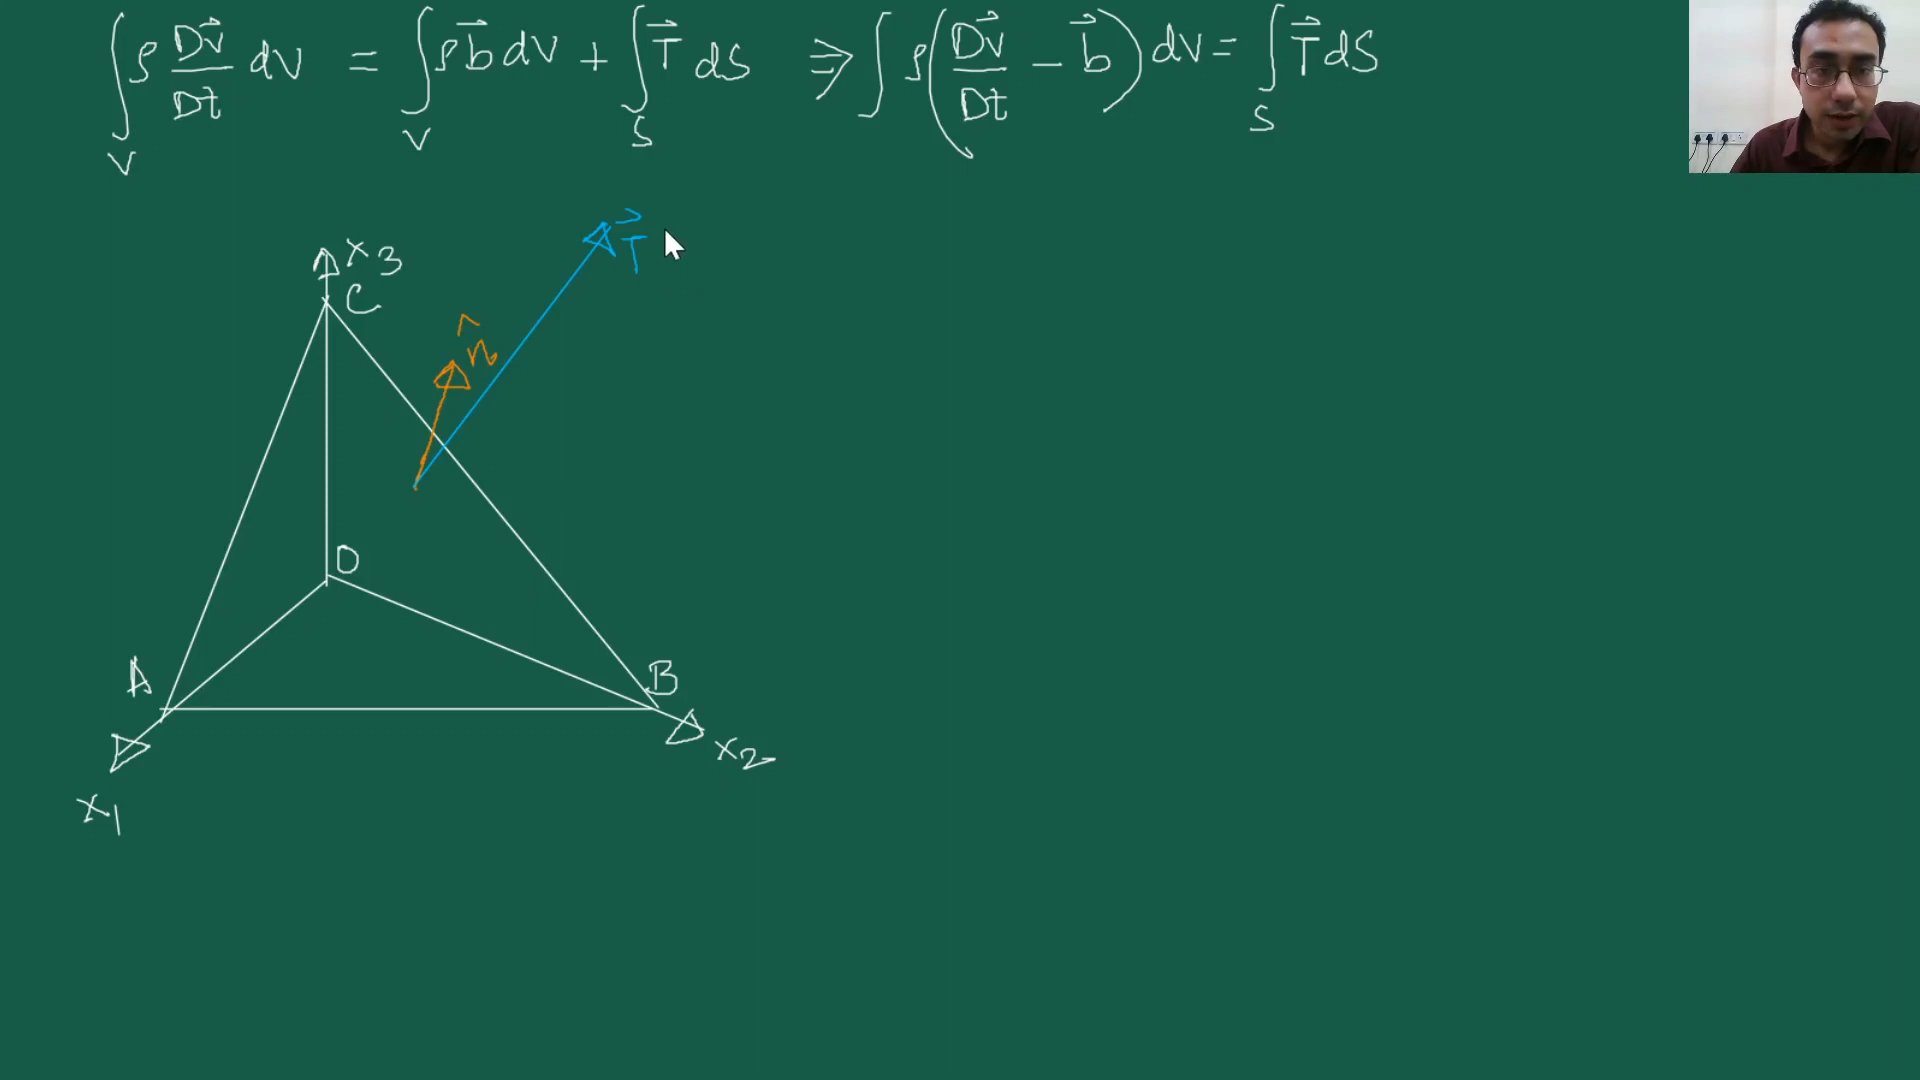 ∫_V ρ Dv⃗/Dt dV = ∫_V ρb⃗ dV + ∫_S T⃗ dS ⇒ ∫ ρ(Dv⃗/Dt − b⃗) dV = ∫_S T⃗ dS
T⃗
x3
C
n̂
O
A
B
x2
x1